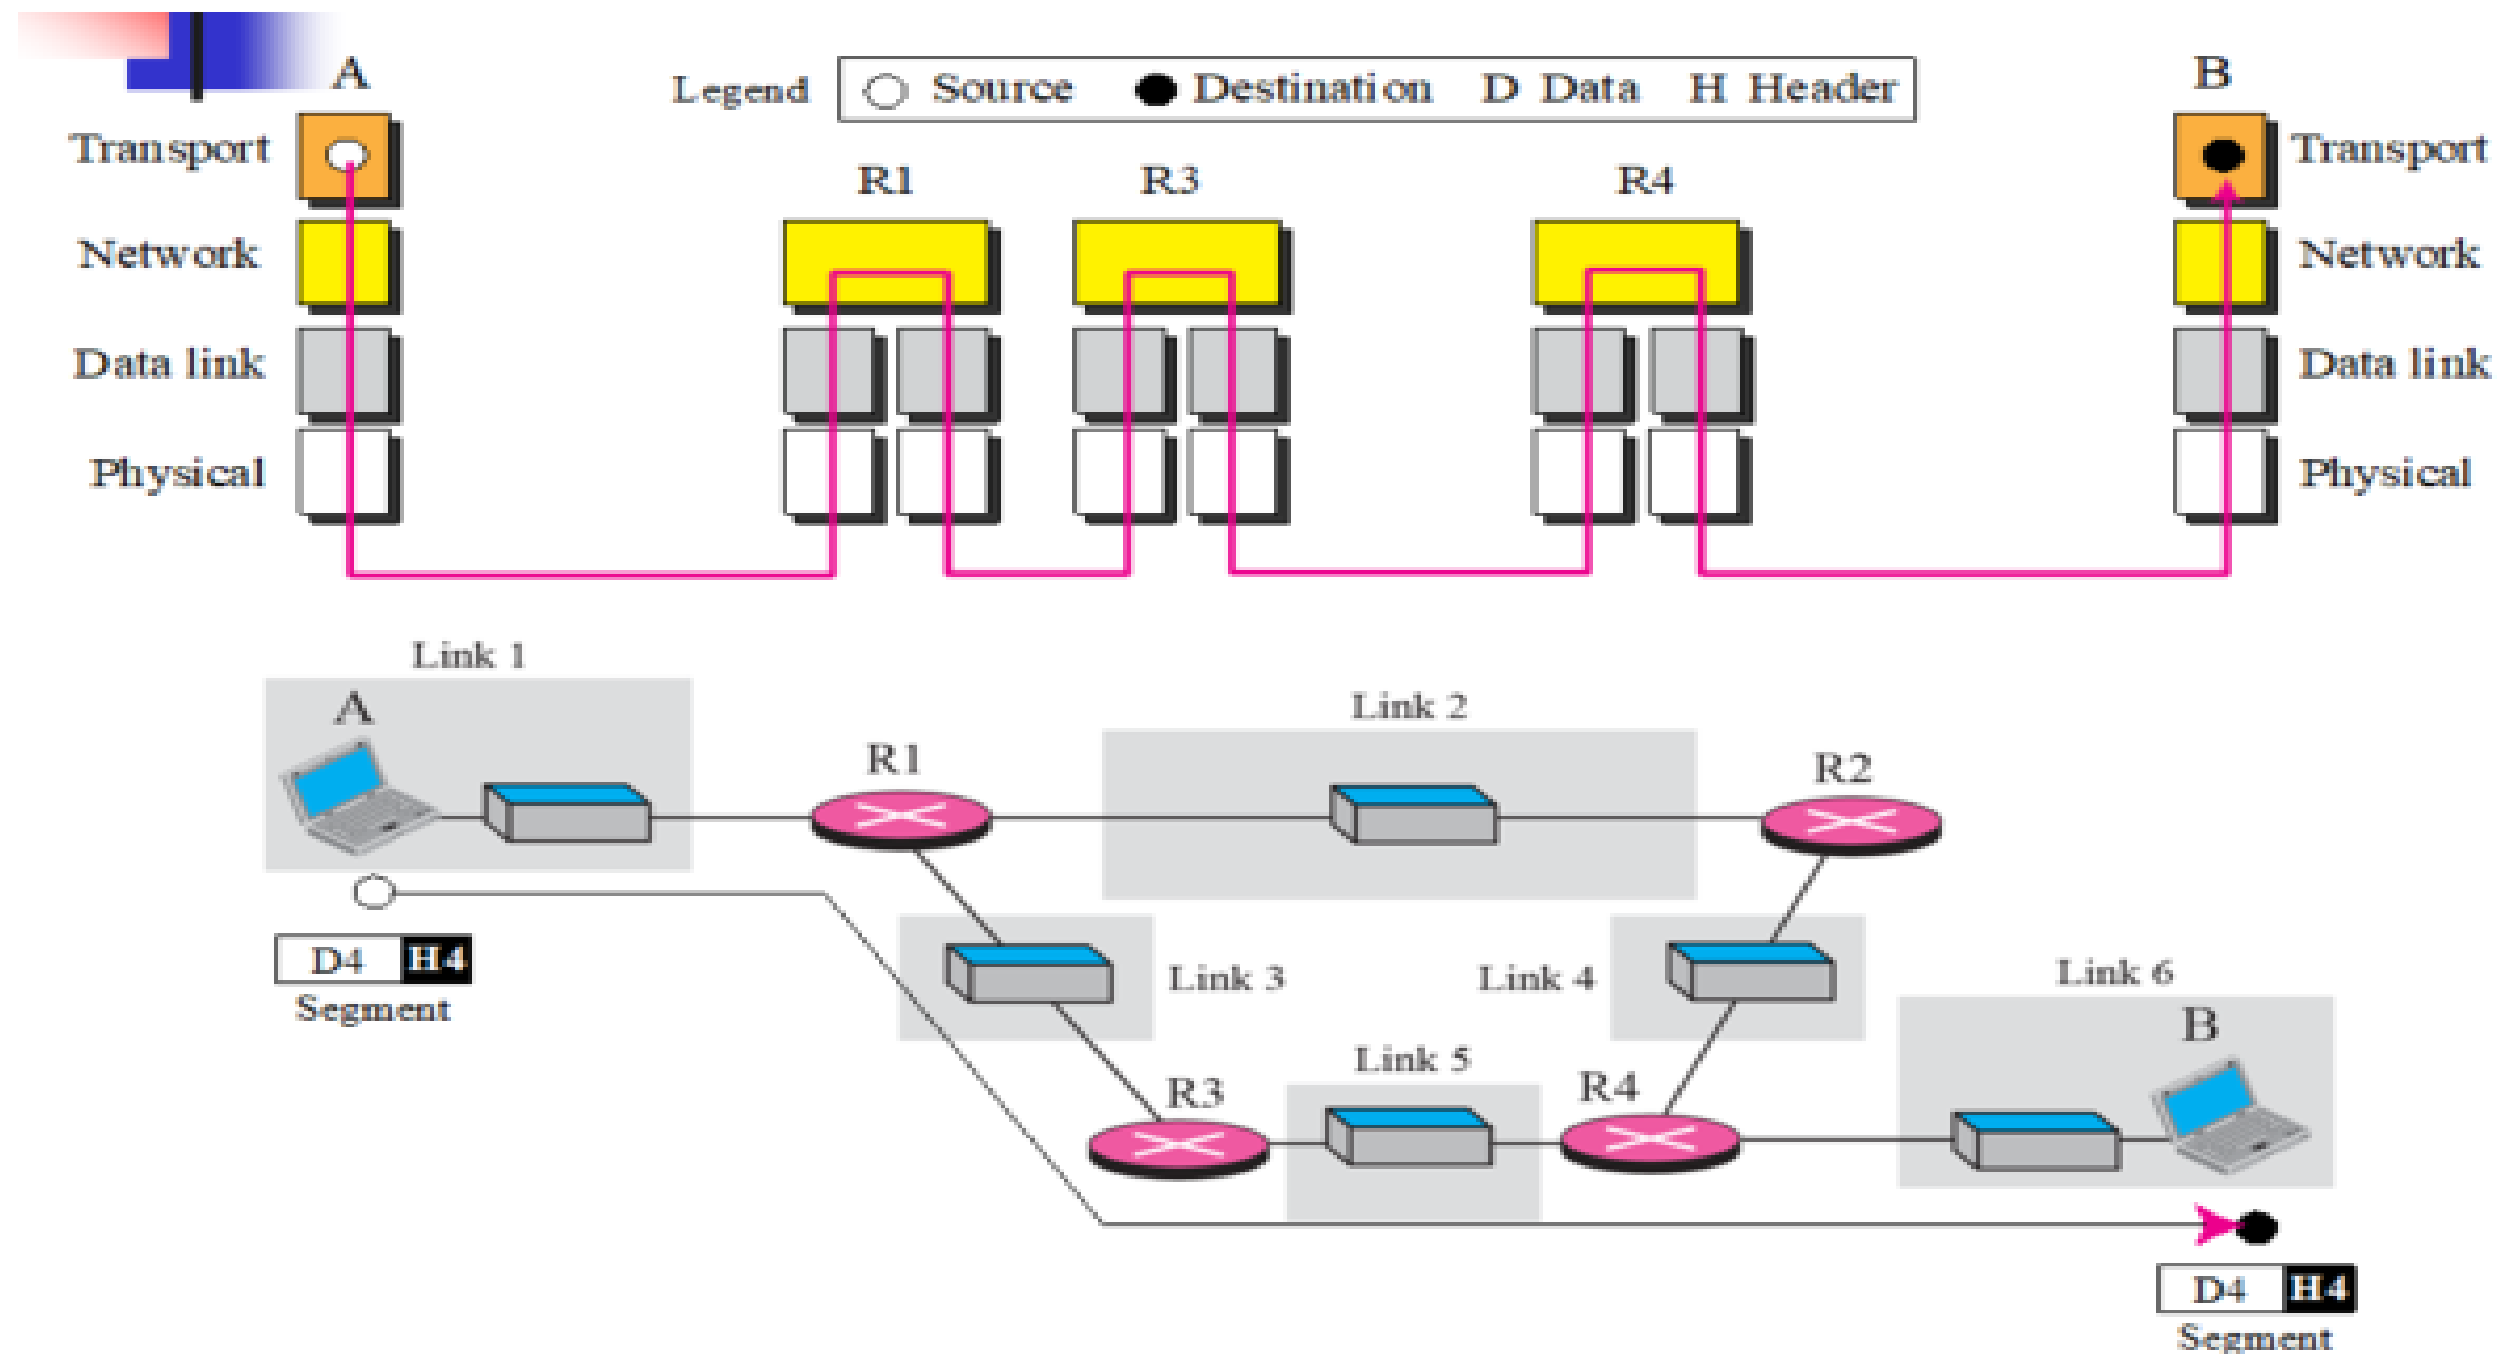 A
Legend
Source Destination D Data H Header
B
Transport
Transport
R1
R3
R4
Network
Network
Data link
Data link
Physical
Physical
Link 1
A
Link 2
R1
R2
D4 H4
Segment
Link 3
Link 4
Link 6
B
Link 5
R3
R4
D4 H4
Segment